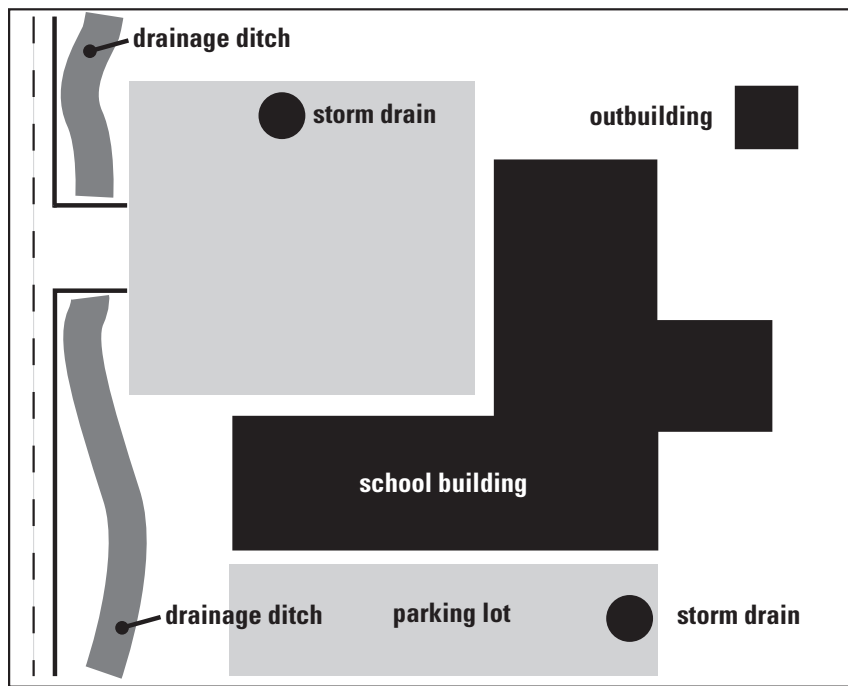 drainage ditch
storm drain
outbuilding
school building
drainage ditch
parking lot
storm drain